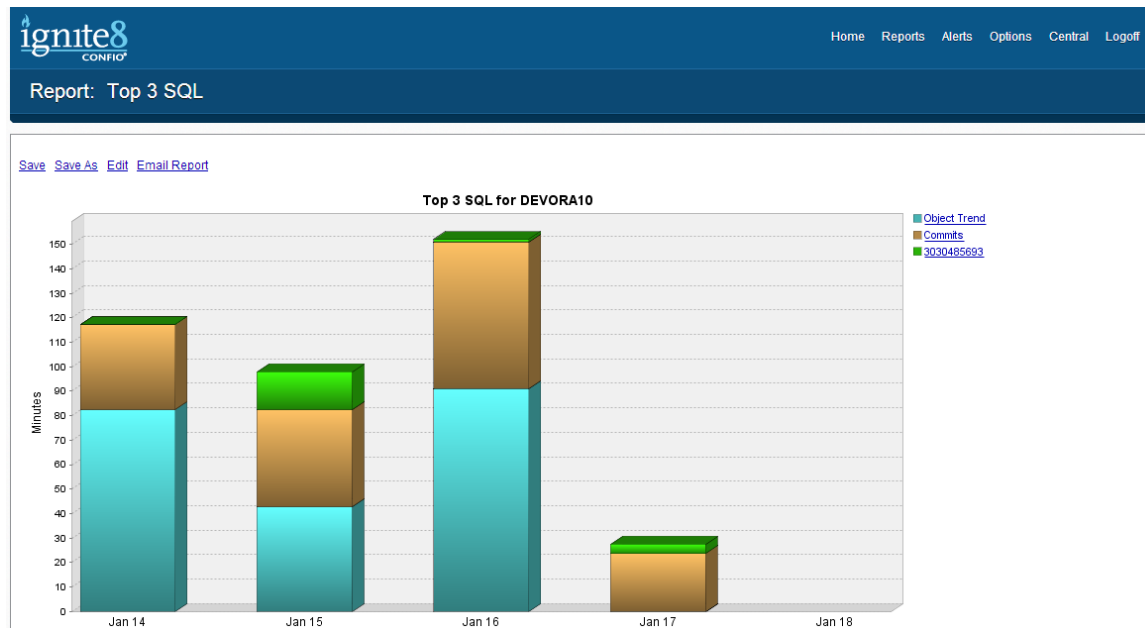 ignite8
CONFIO®
Home Reports Alerts Options Central Logoff
Report: Top 3 SQL
Save Save As Edit Email Report
Top 3 SQL for DEVORA10
Object Trend
Commits
3030485693
150
140
130
120
110
100
90
80
70
60
50
40
30
20
10
0
Minutes
Jan 14 Jan 15 Jan 16 Jan 17 Jan 18